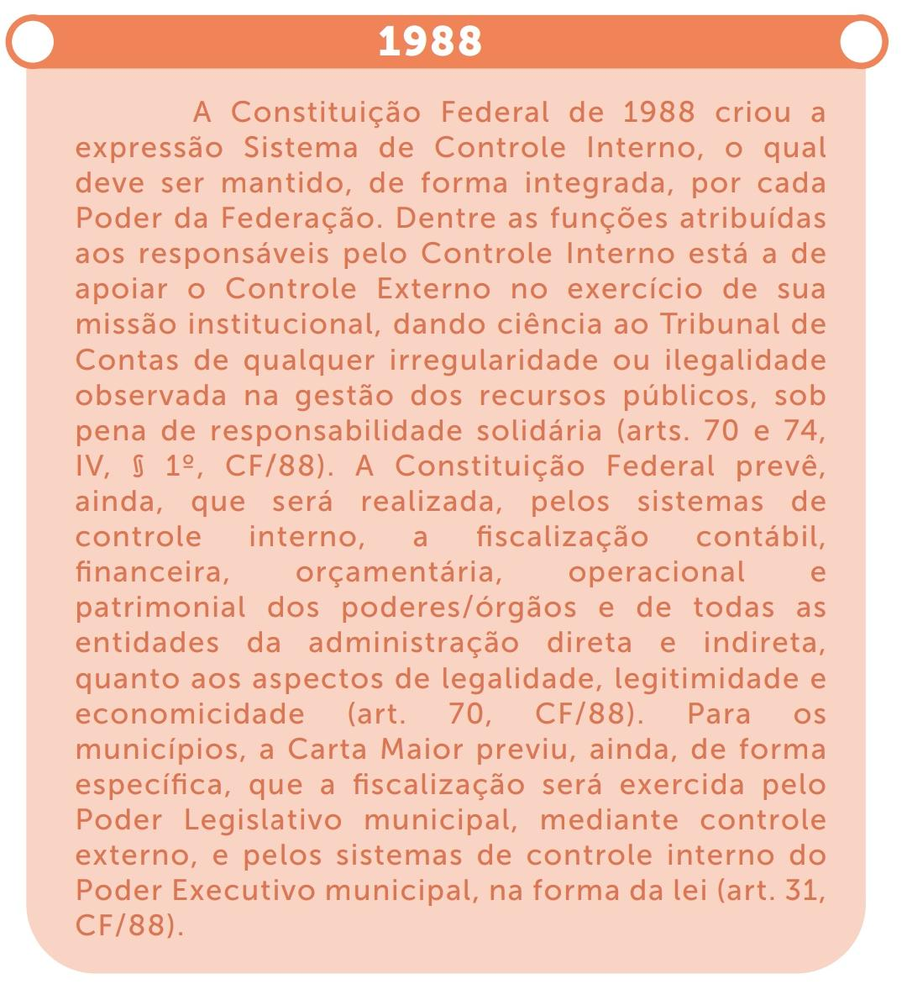 1988
A Constituição Federal de 1988 criou a
expressão Sistema de Controle Interno, o qual
deve ser mantido, de forma integrada, por cada
Poder da Federação. Dentre as funções atribuídas
aos responsáveis pelo Controle Interno está a de
apoiar o Controle Externo no exercício de sua
missão institucional, dando ciência ao Tribunal de
Contas de qualquer irregularidade ou ilegalidade
observada na gestão dos recursos públicos, sob
pena de responsabilidade solidária (arts. 70 e 74,
IV, § 1º, CF/88). A Constituição Federal prevê,
ainda, que será realizada, pelos sistemas de
controle interno, a fiscalização contábil,
financeira, orçamentária, operacional e
patrimonial dos poderes/órgãos e de todas as
entidades da administração direta e indireta,
quanto aos aspectos de legalidade, legitimidade e
economicidade (art. 70, CF/88). Para os
municípios, a Carta Maior previu, ainda, de forma
específica, que a fiscalização será exercida pelo
Poder Legislativo municipal, mediante controle
externo, e pelos sistemas de controle interno do
Poder Executivo municipal, na forma da lei (art. 31,
CF/88).